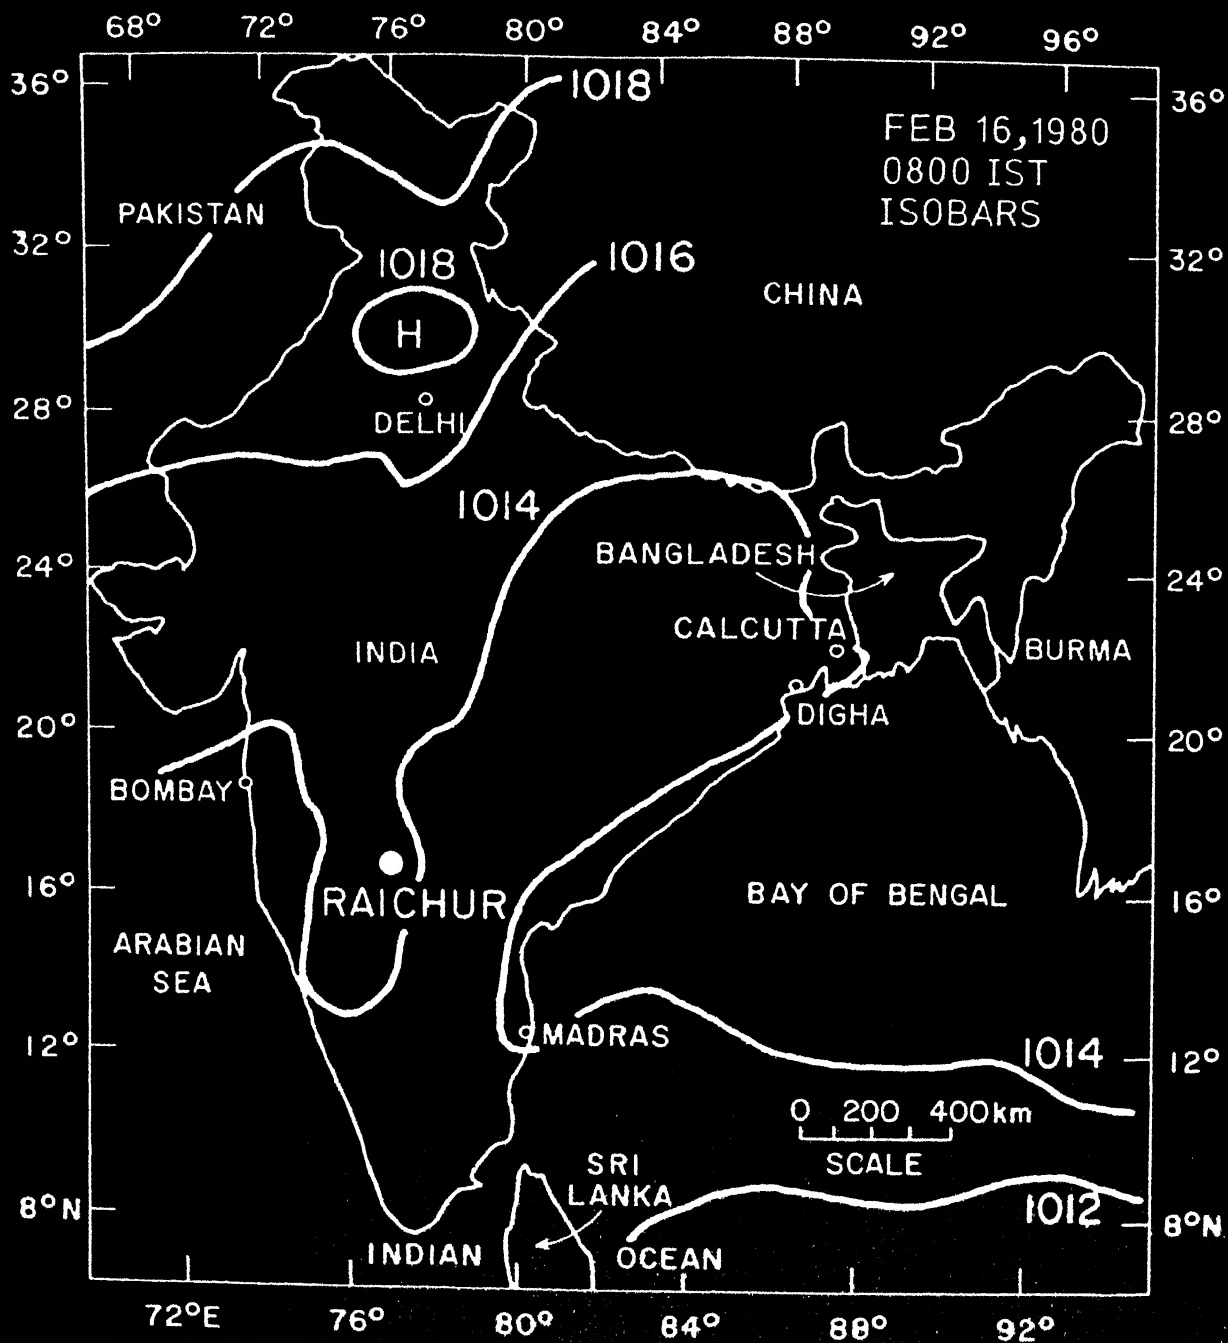 68° 72° 76° 80° 84° 88° 92° 96°
36° 1018 36°
FEB 16,1980
0800 IST
ISOBARS
PAKISTAN
32° 1018 1016 32°
CHINA
H
28° DELHI 28°
1014
BANGLADESH
24° 24°
CALCUTTA
INDIA BURMA
DIGHA
20° 20°
BOMBAY
16° RAICHUR BAY OF BENGAL 16°
ARABIAN
SEA
12° MADRAS 1014 12°
0 200 400km
SCALE
SRI
LANKA
8°N 1012 8°N
INDIAN OCEAN
72°E 76° 80° 84° 88° 92°